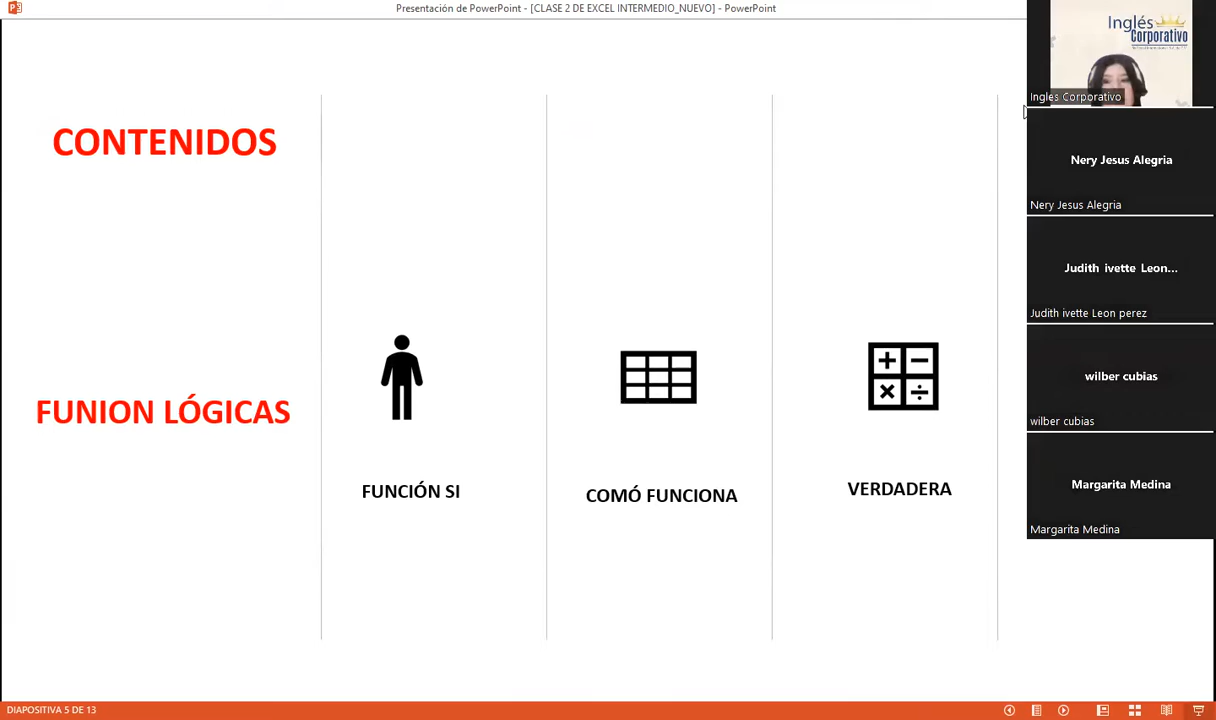 Presentación de PowerPoint - [CLASE 2 DE EXCEL INTERMEDIO_NUEVO] - PowerPoint
Inglés
Corporativo
Ingles Corporativo
CONTENIDOS
Nery Jesus Alegria
Nery Jesus Alegria
Judith ivette Leon...
Judith ivette Leon perez
FUNION LÓGICAS
FUNCIÓN SI
COMÓ FUNCIONA
VERDADERA
wilber cubias
wilber cubias
Margarita Medina
Margarita Medina
DIAPOSITIVA 5 DE 13